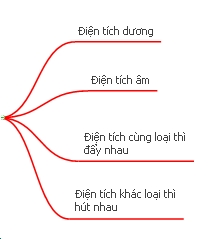 Điện tích dương
Điện tích âm
Điện tích cùng loại thì
đẩy nhau
Điện tích khác loại thì
hút nhau